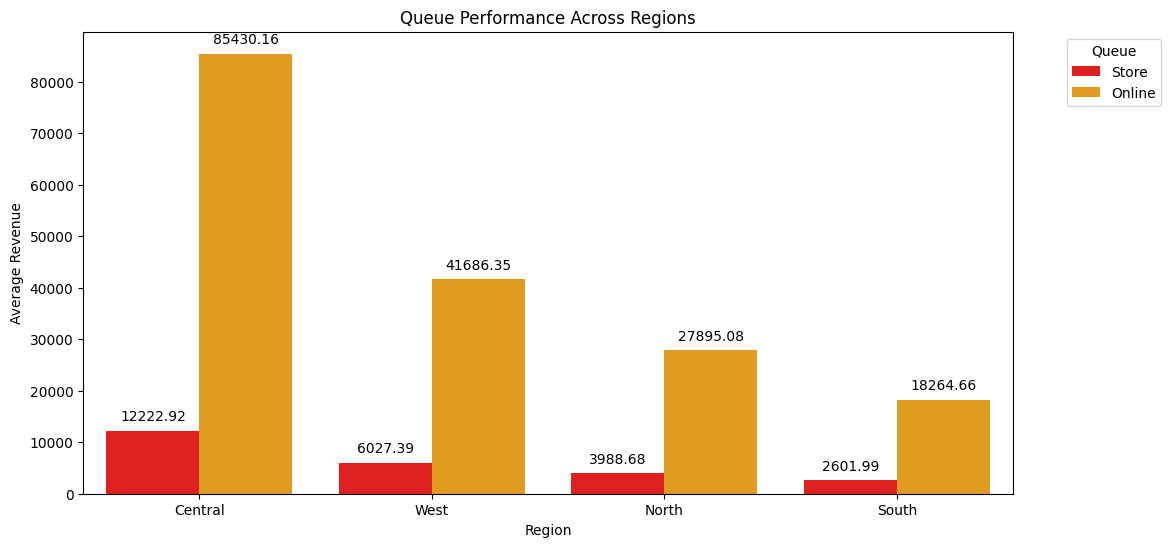 Queue Performance Across Regions
Queue
Store
Online
Average Revenue
80000
70000
60000
50000
40000
30000
20000
10000
0
12222.92
85430.16
6027.39
41686.35
3988.68
27895.08
2601.99
18264.66
Central
West
North
South
Region